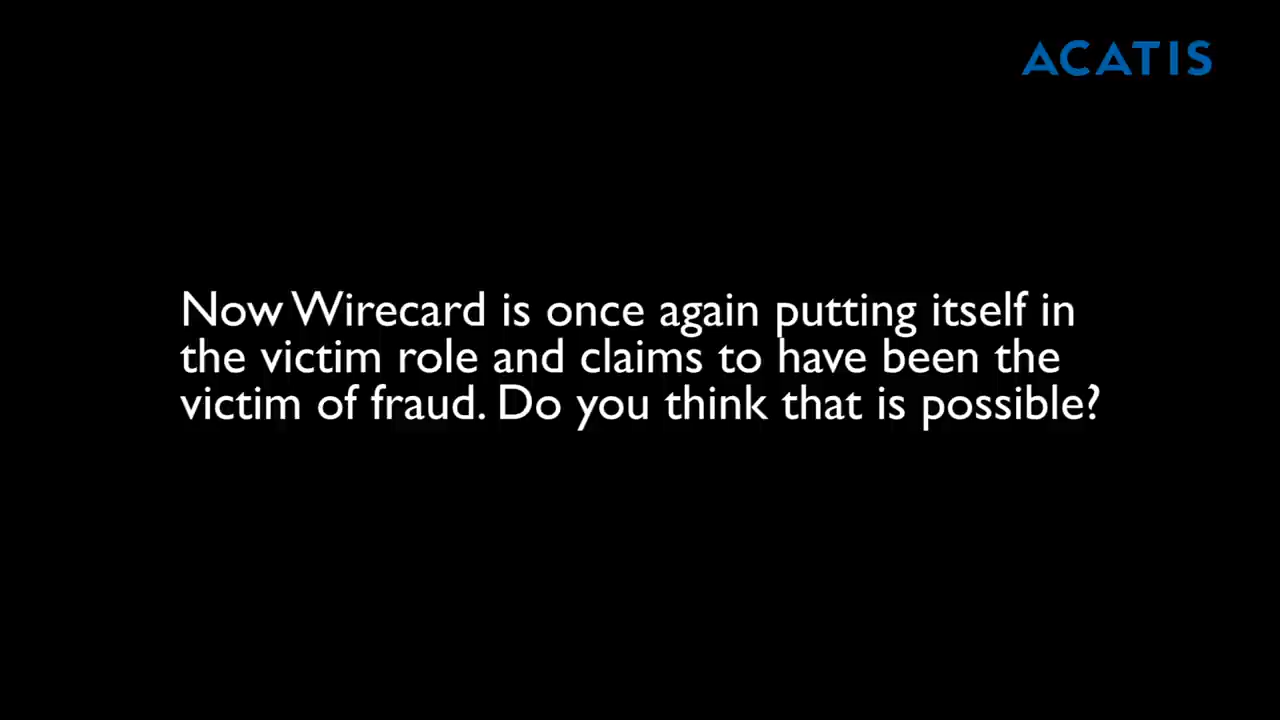 ACATIS
Now Wirecard is once again putting itself in
the victim role and claims to have been the
victim of fraud. Do you think that is possible?